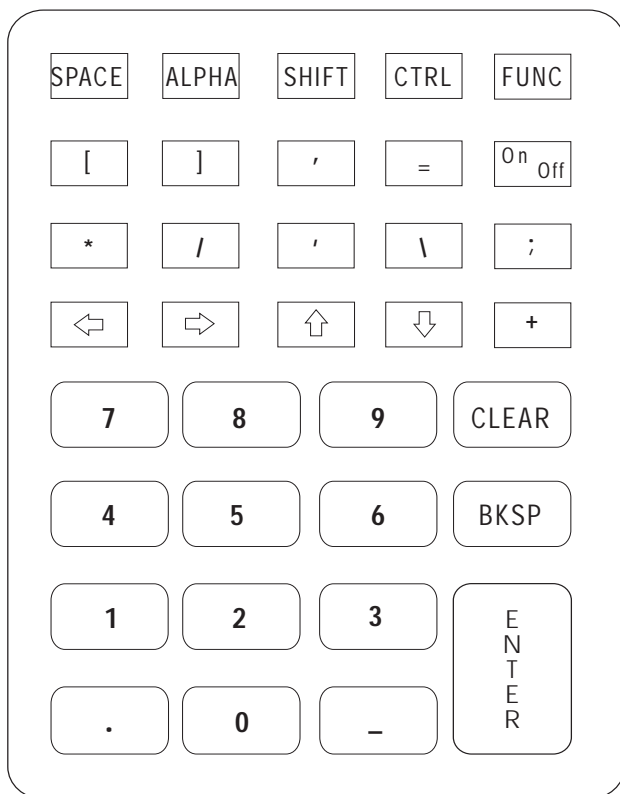 SPACE ALPHA SHIFT CTRL FUNC
[ ] ′ = On Off
* / ′ \ ;
⇦ ⇨ ⇧ ⇩ +
7 8 9 CLEAR
4 5 6 BKSP
1 2 3
. 0 _
ENTER